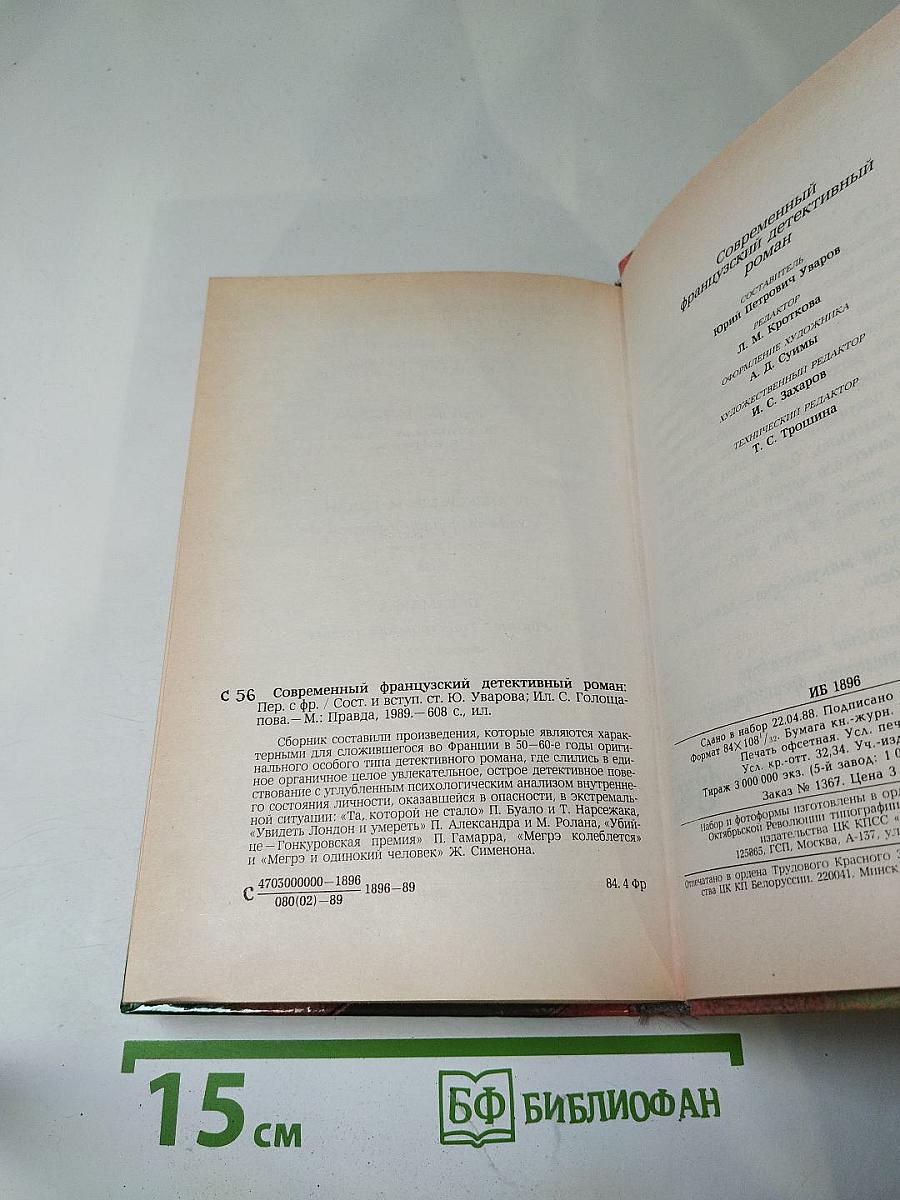 С 56 Современный французский детективный роман:
Пер. с фр. / Сост. и вступ. ст. Ю. Уварова; Ил. С. Голоща-
пова.— М.: Правда, 1989.— 608 с., ил.
Сборник составили произведения, которые являются харак-
терными для сложившегося во Франции в 50—60-е годы ориги-
нального особого типа детективного романа, где слились в еди-
ное органичное целое увлекательное, острое детективное пове-
ствование с углубленным психологическим анализом внутренне-
го состояния личности, оказавшейся в опасности, в экстремаль-
ной ситуации: «Та, которой не стало» П. Буало и Т. Нарсежака,
«Увидеть Лондон и умереть» П. Александра и М. Ролана, «Убий-
це — Гонкуровская премия» П. Гамарра, «Мегрэ колеблется»
и «Мегрэ и одинокий человек» Ж. Сименона.
С 4703000000—1896
080(02)—89
1896—89
84. 4 Фр
Современный
французский детективный
роман
СОСТАВИТЕЛЬ
Юрий Петрович Уваров
РЕДАКТОР
Л. М. Кроткова
ОФОРМЛЕНИЕ ХУДОЖНИКА
А. Д. Суимы
ХУДОЖЕСТВЕННЫЙ РЕДАКТОР
И. С. Захаров
ТЕХНИЧЕСКИЙ РЕДАКТОР
Т. С. Трошина
ИБ 1896
Сдано в набор 22.04.88. Подписано
Формат 84×108¹/₃₂. Бумага кн.-журн.
Печать офсетная. Усл. печ
Усл. кр.-отт. 32,34. Уч.-изд
Тираж 3 000 000 экз. (5-й завод: 1 0
Заказ № 1367. Цена 3
Набор и фотоформы изготовлены в орд
Октябрьской Революции типографии
издательства ЦК КПСС «
125865, ГСП, Москва, А-137, ул
Отпечатано в ордена Трудового Красного З
ства ЦК КП Белоруссии. 220041. Минск
15 см
БФ БИБЛИОФАН